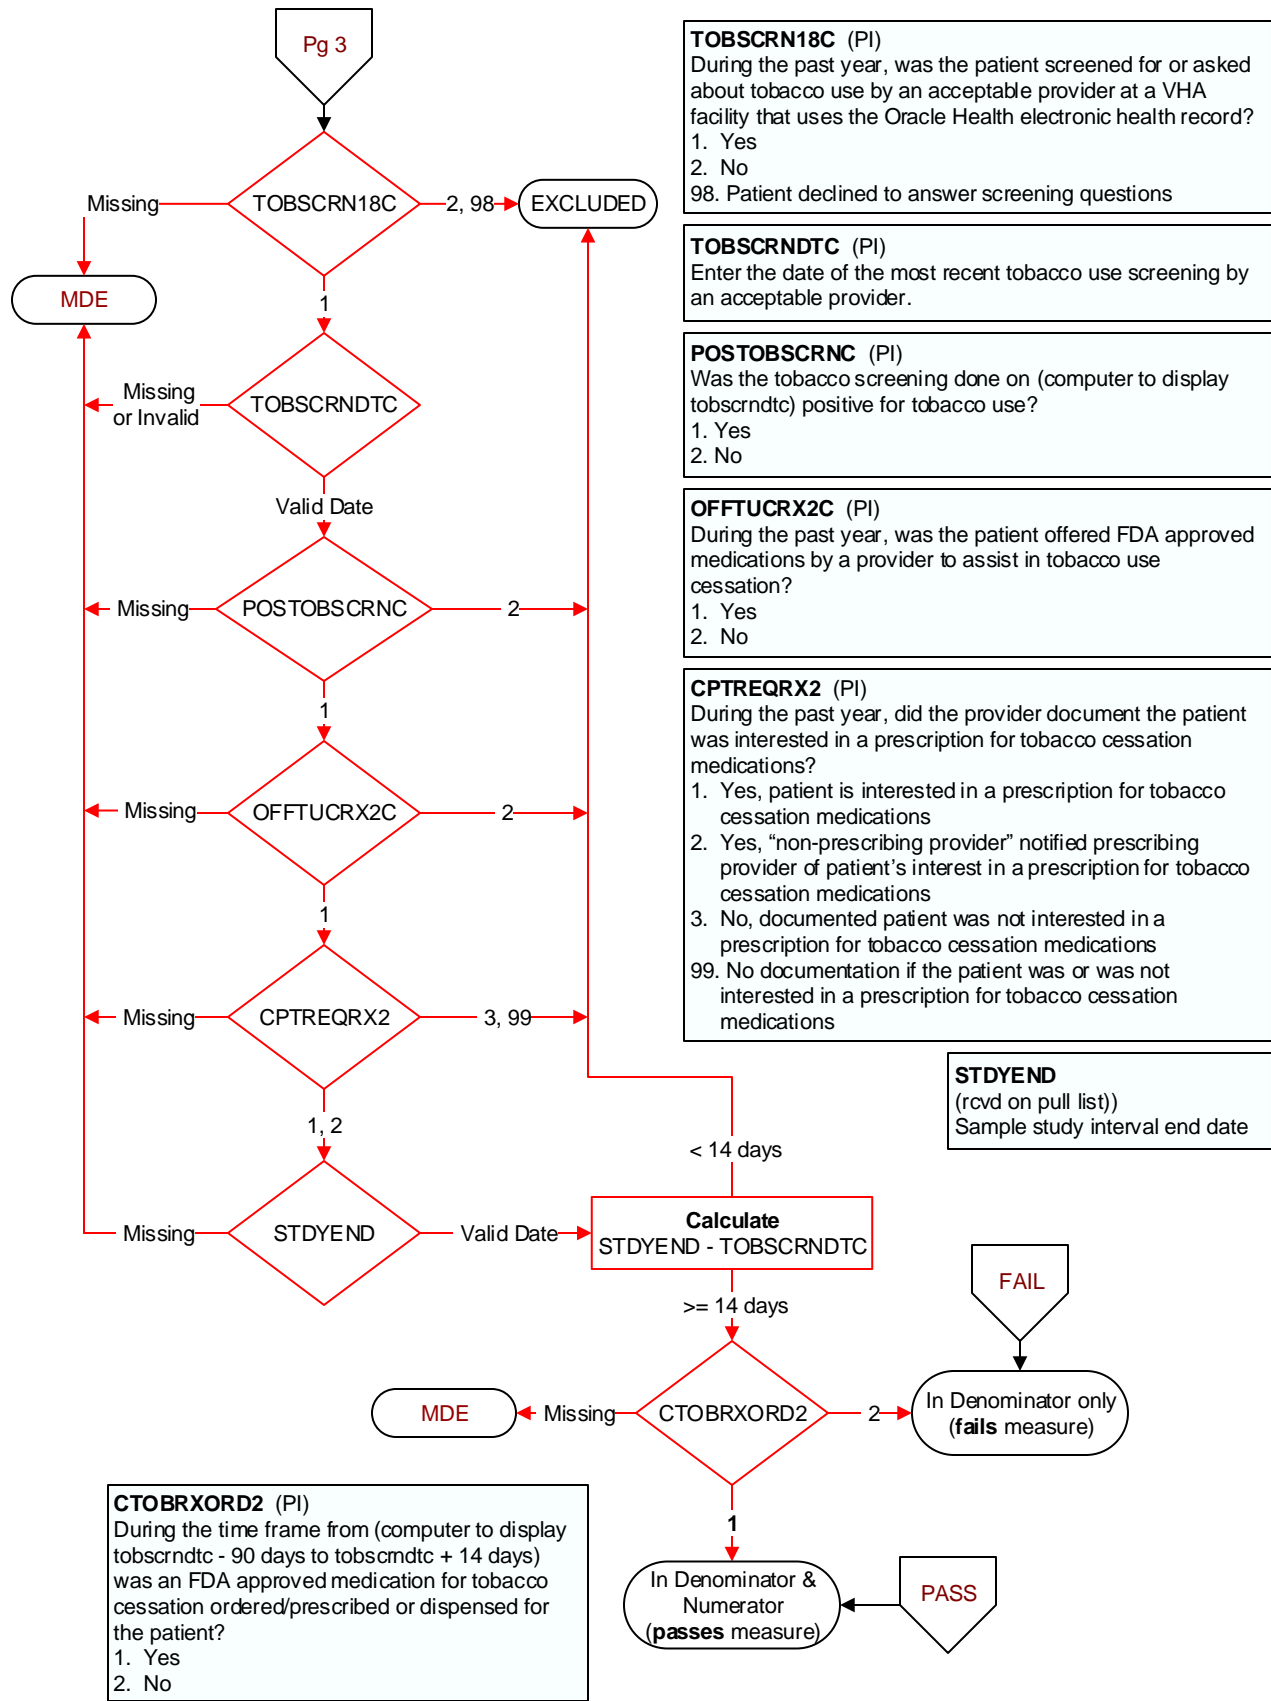 Pg 3
TOBSCRN18C (PI)
During the past year, was the patient screened for or asked
about tobacco use by an acceptable provider at a VHA
facility that uses the Oracle Health electronic health record?
1. Yes
2. No
98. Patient declined to answer screening questions
Missing
TOBSCRN18C
2, 98
EXCLUDED
MDE
1
TOBSCRNDTC (PI)
Enter the date of the most recent tobacco use screening by
an acceptable provider.
Missing
or Invalid
TOBSCRNDTC
Valid Date
POSTOBSCRNC (PI)
Was the tobacco screening done on (computer to display
tobscrndtc) positive for tobacco use?
1. Yes
2. No
Missing
POSTOBSCRNC
2
1
OFFTUCRX2C (PI)
During the past year, was the patient offered FDA approved
medications by a provider to assist in tobacco use
cessation?
1. Yes
2. No
Missing
OFFTUCRX2C
2
1
CPTREQRX2 (PI)
During the past year, did the provider document the patient
was interested in a prescription for tobacco cessation
medications?
1. Yes, patient is interested in a prescription for tobacco
cessation medications
2. Yes, “non-prescribing provider” notified prescribing
provider of patient’s interest in a prescription for tobacco
cessation medications
3. No, documented patient was not interested in a
prescription for tobacco cessation medications
99. No documentation if the patient was or was not
interested in a prescription for tobacco cessation
medications
Missing
CPTREQRX2
3, 99
1, 2
STDYEND
(rcvd on pull list))
Sample study interval end date
< 14 days
Missing
STDYEND
Valid Date
Calculate
STDYEND - TOBSCRNDTC
>= 14 days
FAIL
MDE
Missing
CTOBRXORD2
2
In Denominator only
(fails measure)
1
CTOBRXORD2 (PI)
During the time frame from (computer to display
tobscrndtc - 90 days to tobscrndtc + 14 days)
was an FDA approved medication for tobacco
cessation ordered/prescribed or dispensed for
the patient?
1. Yes
2. No
In Denominator &
Numerator
(passes measure)
PASS